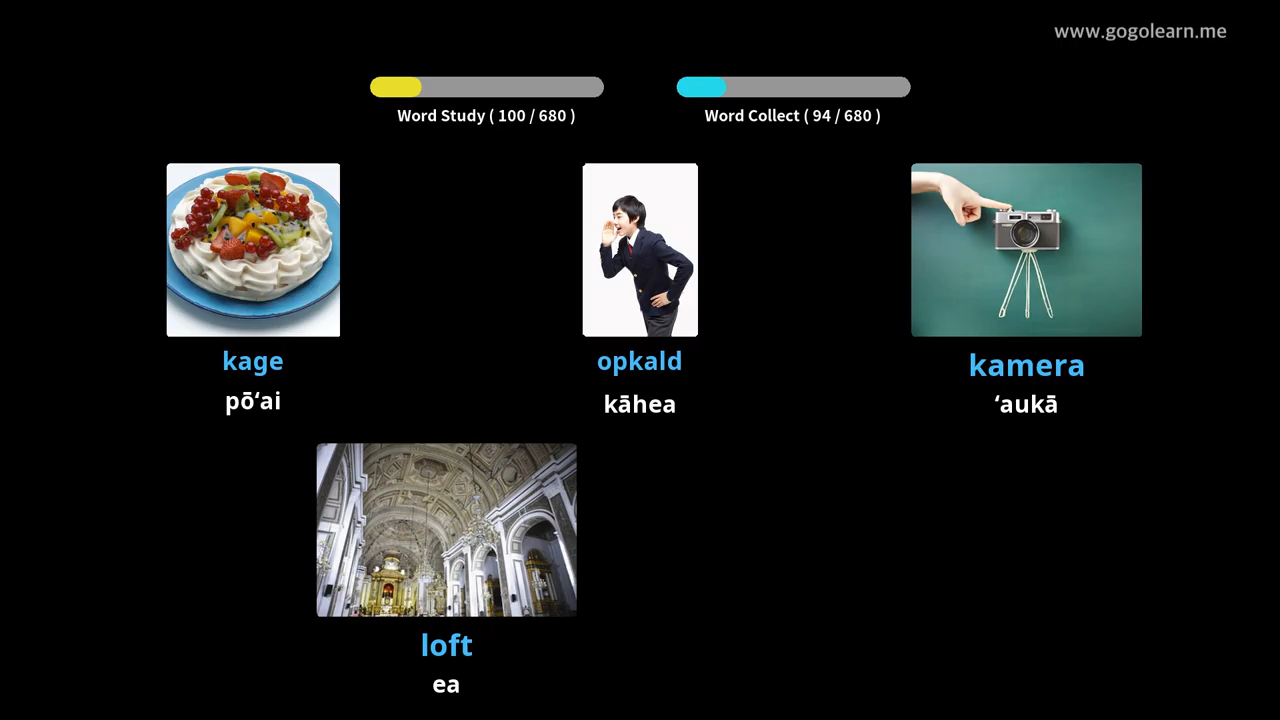 www.gogolearn.me
Word Study ( 100 / 680 )
Word Collect ( 94 / 680 )
kage
opkald
kamera
pōʻai
kāhea
ʻaukā
loft
ea